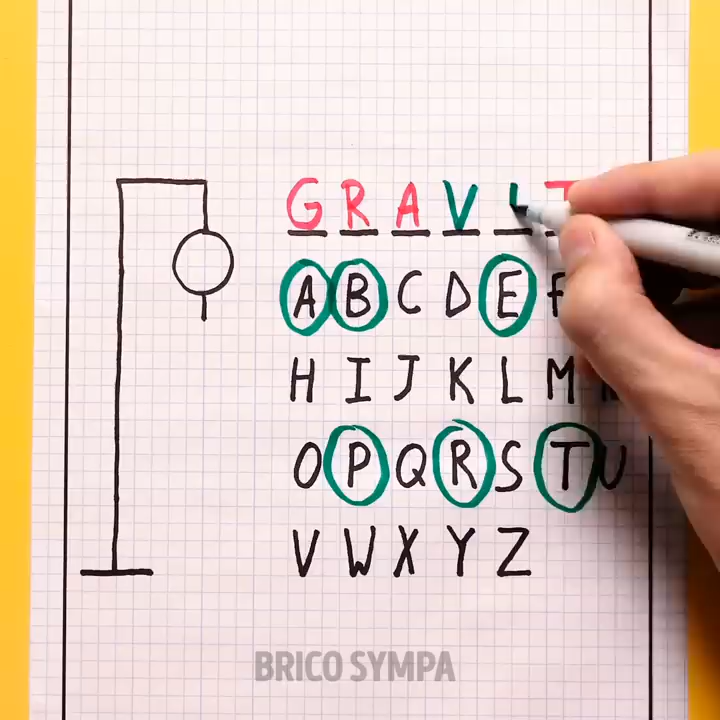 G R A V I T
A B C D E F
H I J K L M
O P Q R S T U
V W X Y Z
BRICO SYMPA